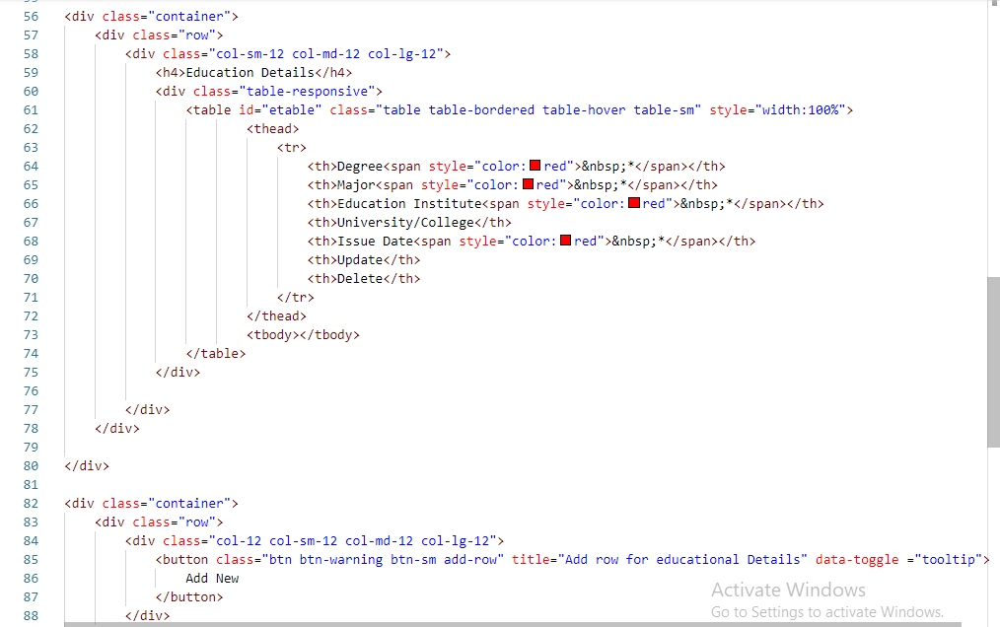 56 <div class="container">
57 <div class="row">
58 <div class="col-sm-12 col-md-12 col-lg-12">
59 <h4>Education Details</h4>
60 <div class="table-responsive">
61 <table id="etable" class="table table-bordered table-hover table-sm" style="width:100%">
62 <thead>
63 <tr>
64 <th>Degree<span style="color:red">&nbsp;*</span></th>
65 <th>Major<span style="color:red">&nbsp;*</span></th>
66 <th>Education Institute<span style="color:red">&nbsp;*</span></th>
67 <th>University/College</th>
68 <th>Issue Date<span style="color:red">&nbsp;*</span></th>
69 <th>Update</th>
70 <th>Delete</th>
71 </tr>
72 </thead>
73 <tbody></tbody>
74 </table>
75 </div>
76
77 </div>
78 </div>
79
80 </div>
81
82 <div class="container">
83 <div class="row">
84 <div class="col-12 col-sm-12 col-md-12 col-lg-12">
85 <button class="btn btn-warning btn-sm add-row" title="Add row for educational Details" data-toggle ="tooltip">
86 Add New
87 </button>
88 </div>
Activate Windows
Go to Settings to activate Windows.